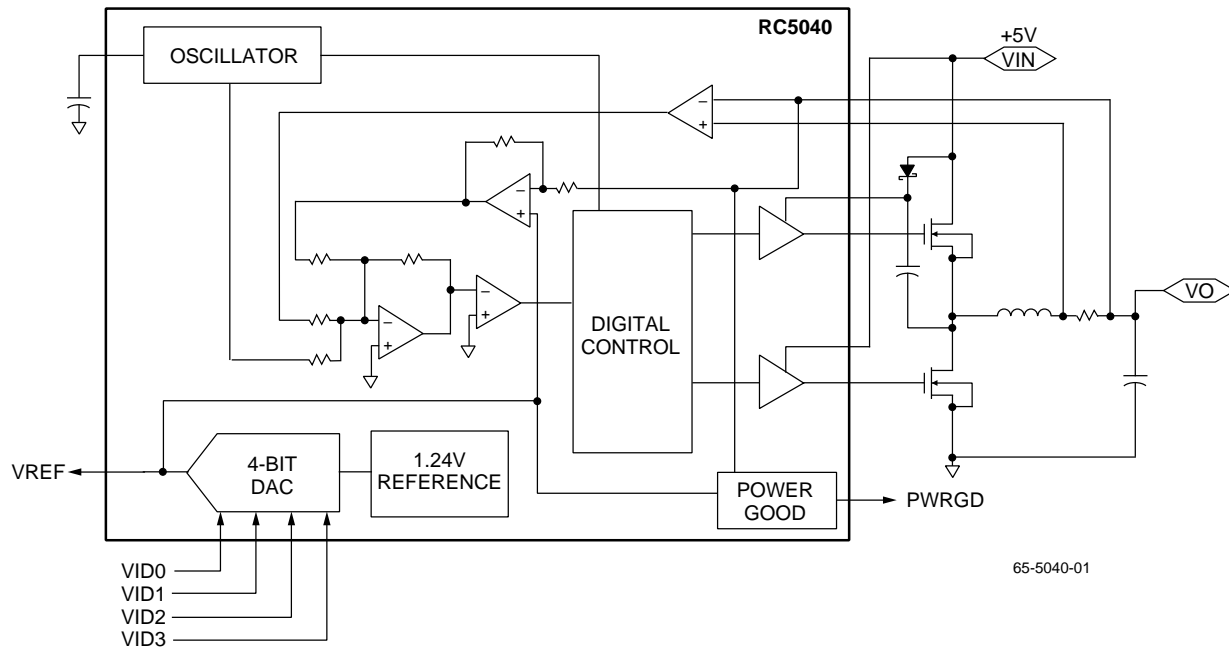 RC5040
+5V
VIN
OSCILLATOR
−
+
−
+
−
+
−
+
DIGITAL
CONTROL
VO
VREF
4-BIT
DAC
1.24V
REFERENCE
POWER
GOOD
PWRGD
VID0
VID1
VID2
VID3
65-5040-01